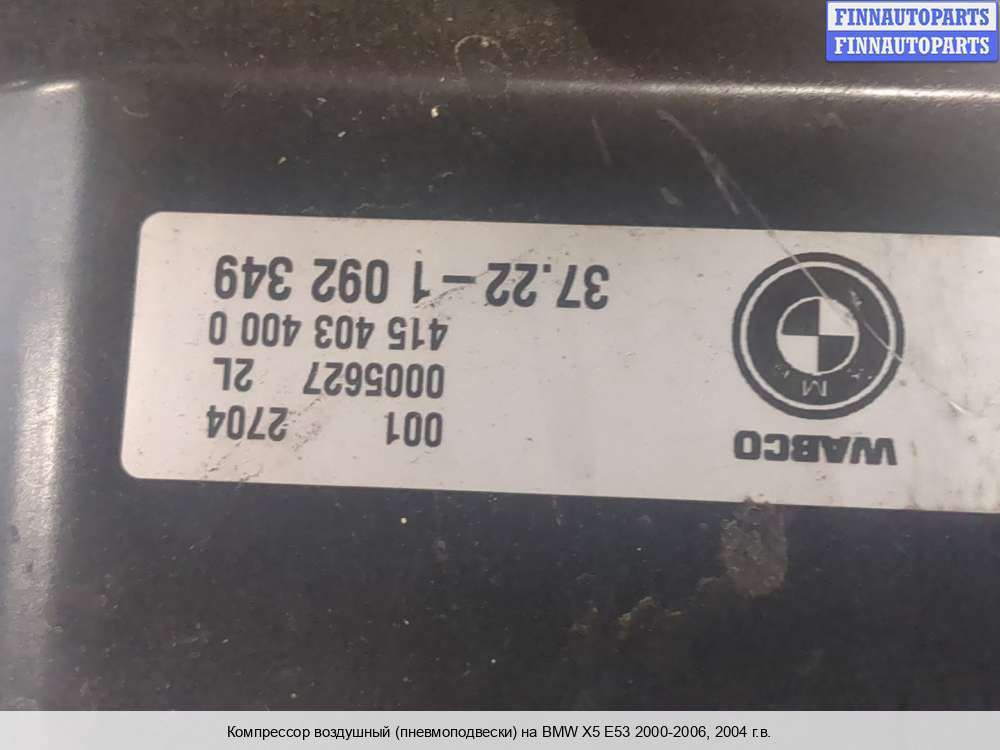 FINNAUTOPARTS
FINNAUTOPARTS
WABCO
001 2704
0005627 2L
415 403 400 0
37.22-1 092 349
BMW
Компрессор воздушный (пневмоподвески) на BMW X5 E53 2000-2006, 2004 г.в.